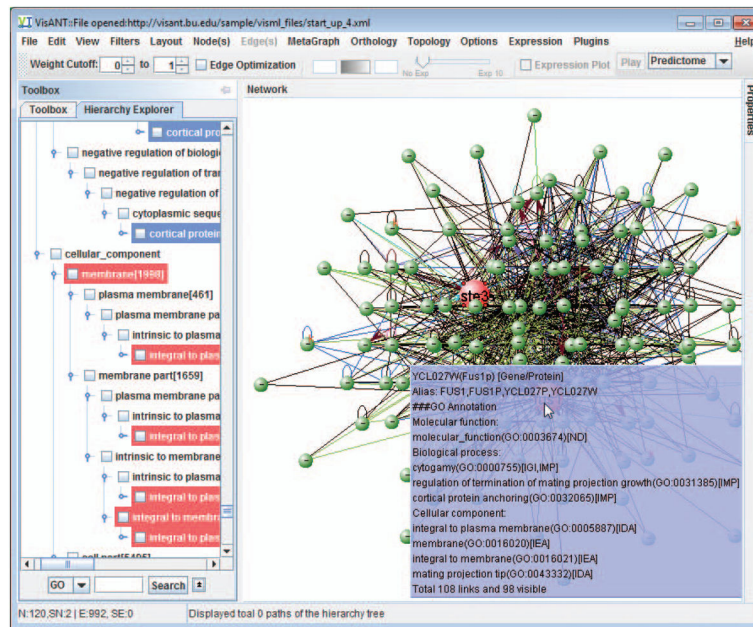 VisANT::File opened:http://visant.bu.edu/sample/visml_files/start_up_4.xml
File Edit View Filters Layout Node(s) Edge(s) MetaGraph Orthology Topology Options Expression Plugins Help
Weight Cutoff: 0 to 1 Edge Optimization No Exp Exp 10 Expression Plot Play Predictome
Toolbox
Network
Properties
Toolbox Hierarchy Explorer
cortical pro
negative regulation of biologi
negative regulation of trar
negative regulation of
cytoplasmic seque
cortical protein
cellular_component
membrane[1998]
plasma membrane[461]
plasma membrane pa
intrinsic to plasma
integral to plas
membrane part[1659]
plasma membrane pa
intrinsic to plasma
integral to plas
intrinsic to membrane
intrinsic to plasma
integral to plas
integral to membra
integral to plas
cell part[5495]
ste3
YCL027W(Fus1p) [Gene/Protein]
Alias: FUS1,FUS1P,YCL027P,YCL027W
###GO Annotation
Molecular function:
molecular_function(GO:0003674)[ND]
Biological process:
cytogamy(GO:0000755)[IGI,IMP]
regulation of termination of mating projection growth(GO:0031385)[IMP]
cortical protein anchoring(GO:0032065)[IMP]
Cellular component:
integral to plasma membrane(GO:0005887)[IDA]
membrane(GO:0016020)[IEA]
integral to membrane(GO:0016021)[IEA]
mating projection tip(GO:0043332)[IDA]
Total 108 links and 98 visible
GO Search
N:120,SN:2 | E:992, SE:0 Displayed toal 0 paths of the hierarchy tree